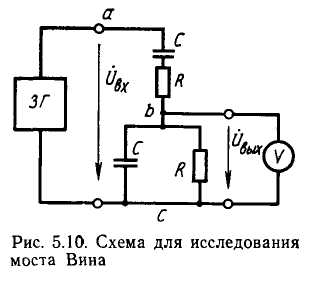 a
C
R
ЗГ
U̇вх
b
C
R
U̇вых
V
c
Рис. 5.10. Схема для исследования
моста Вина